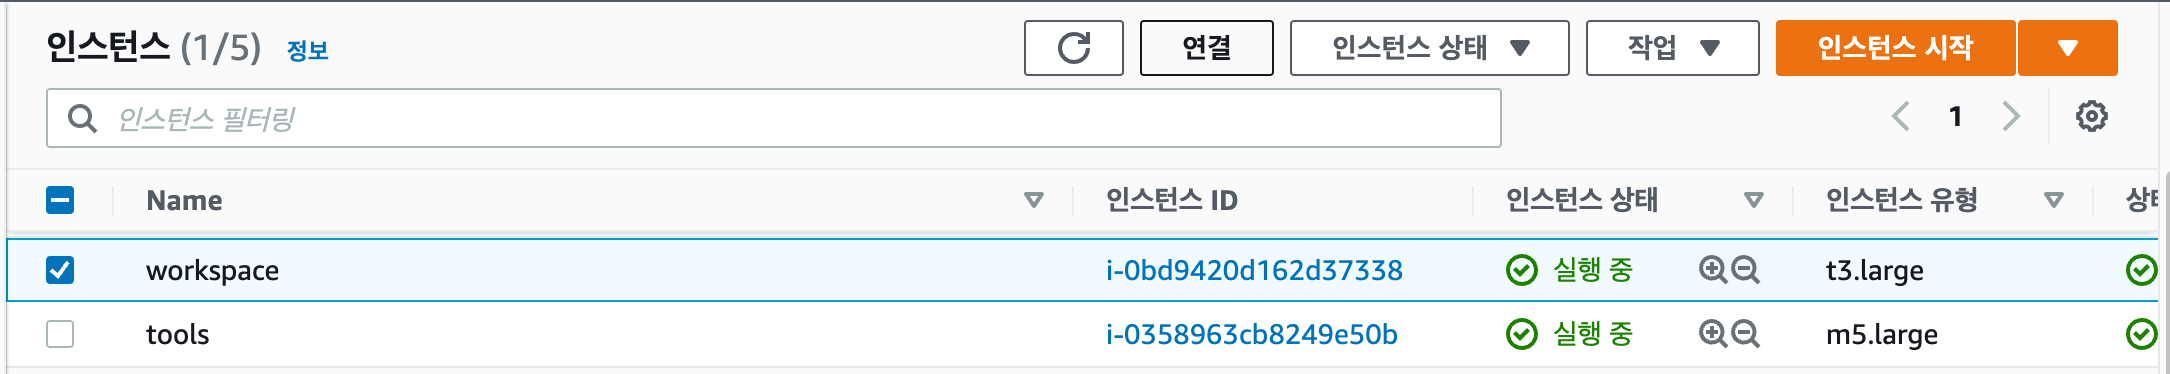 인스턴스 (1/5) 정보 연결 인스턴스 상태 작업 인스턴스 시작
인스턴스 필터링 1
Name 인스턴스 ID 인스턴스 상태 인스턴스 유형
workspace i-0bd9420d162d37338 실행 중 t3.large
tools i-0358963cb8249e50b 실행 중 m5.large